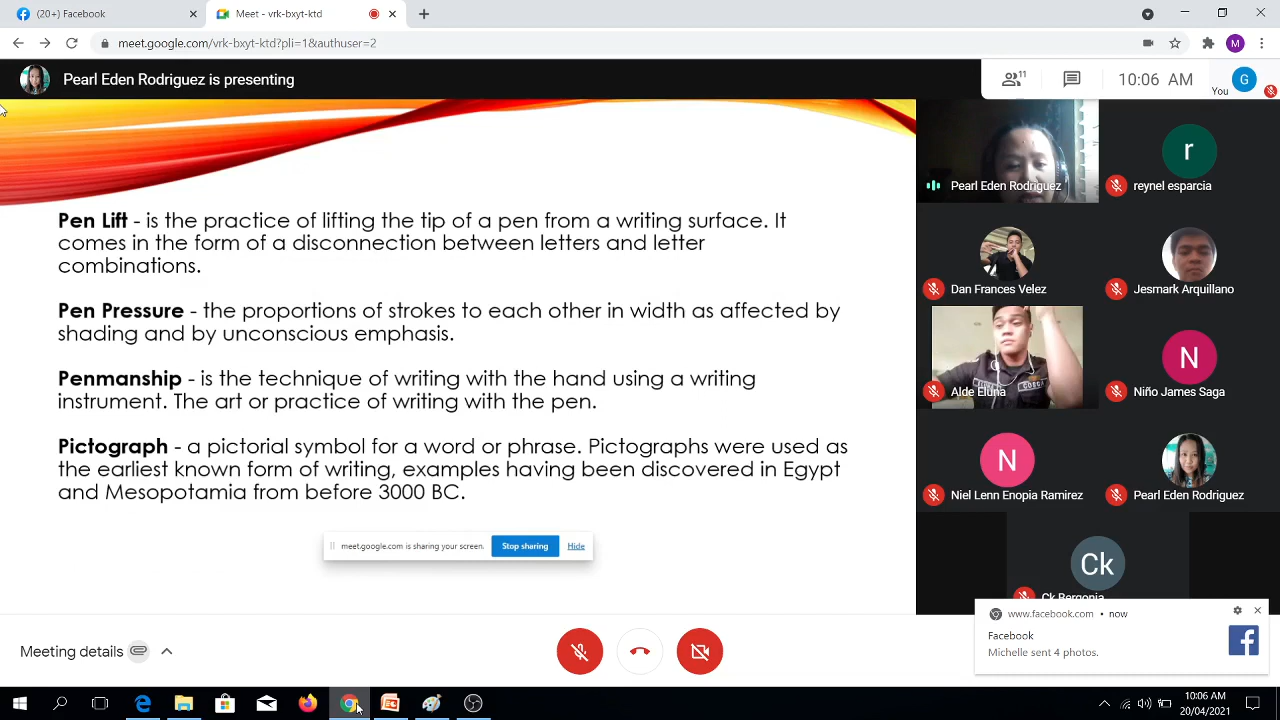 (20+) Facebook
Meet - vrk-bxyt-ktd
meet.google.com/vrk-bxyt-ktd?pli=1&authuser=2
M
Pearl Eden Rodriguez is presenting
11
10:06 AM
You
G
Pen Lift - is the practice of lifting the tip of a pen from a writing surface. It
comes in the form of a disconnection between letters and letter
combinations.
Pen Pressure - the proportions of strokes to each other in width as affected by
shading and by unconscious emphasis.
Penmanship - is the technique of writing with the hand using a writing
instrument. The art or practice of writing with the pen.
Pictograph - a pictorial symbol for a word or phrase. Pictographs were used as
the earliest known form of writing, examples having been discovered in Egypt
and Mesopotamia from before 3000 BC.
meet.google.com is sharing your screen.
Stop sharing
Hide
Pearl Eden Rodriguez
r
reynel esparcia
Dan Frances Velez
Jesmark Arquillano
Alde Eluna
N
Niño James Saga
N
Niel Lenn Enopia Ramirez
Pearl Eden Rodriguez
Ck
Ck Bergonia
www.facebook.com • now
Facebook
Michelle sent 4 photos.
Meeting details
10:06 AM
20/04/2021